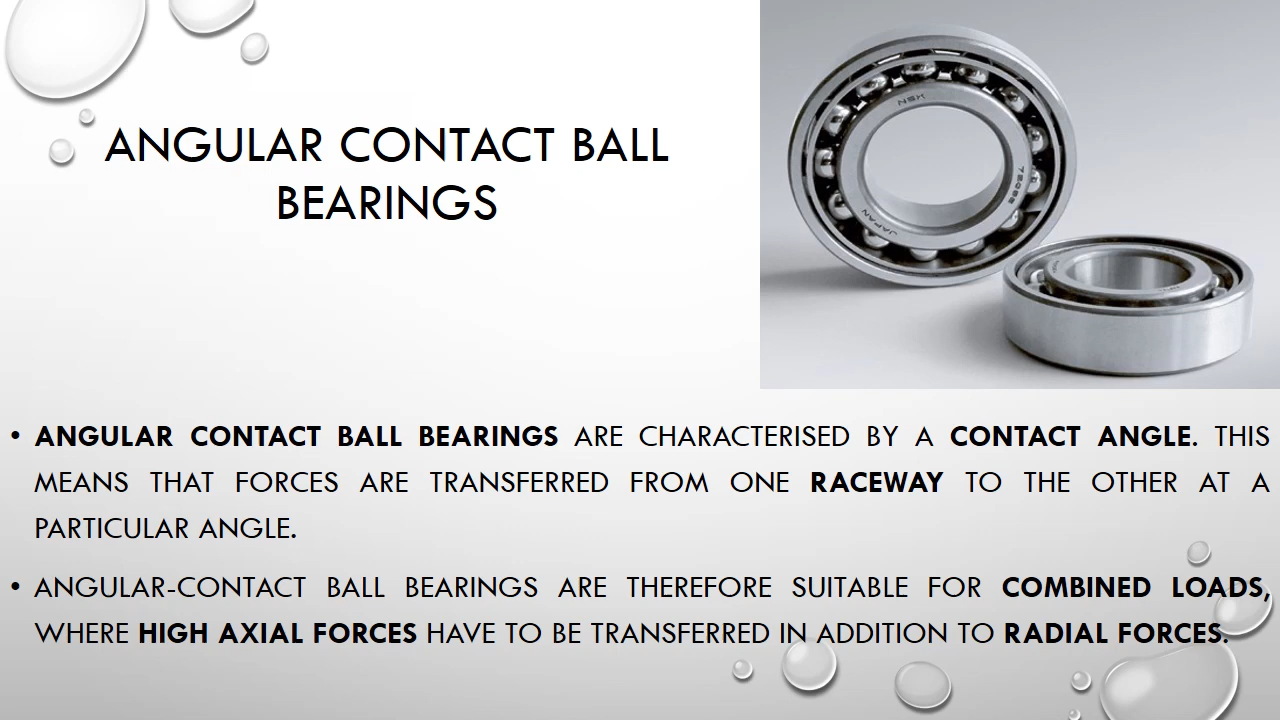 ANGULAR CONTACT BALL
BEARINGS
NSK
JAPAN
• ANGULAR CONTACT BALL BEARINGS ARE CHARACTERISED BY A CONTACT ANGLE. THIS
MEANS THAT FORCES ARE TRANSFERRED FROM ONE RACEWAY TO THE OTHER AT A
PARTICULAR ANGLE.
• ANGULAR-CONTACT BALL BEARINGS ARE THEREFORE SUITABLE FOR COMBINED LOADS,
WHERE HIGH AXIAL FORCES HAVE TO BE TRANSFERRED IN ADDITION TO RADIAL FORCES.